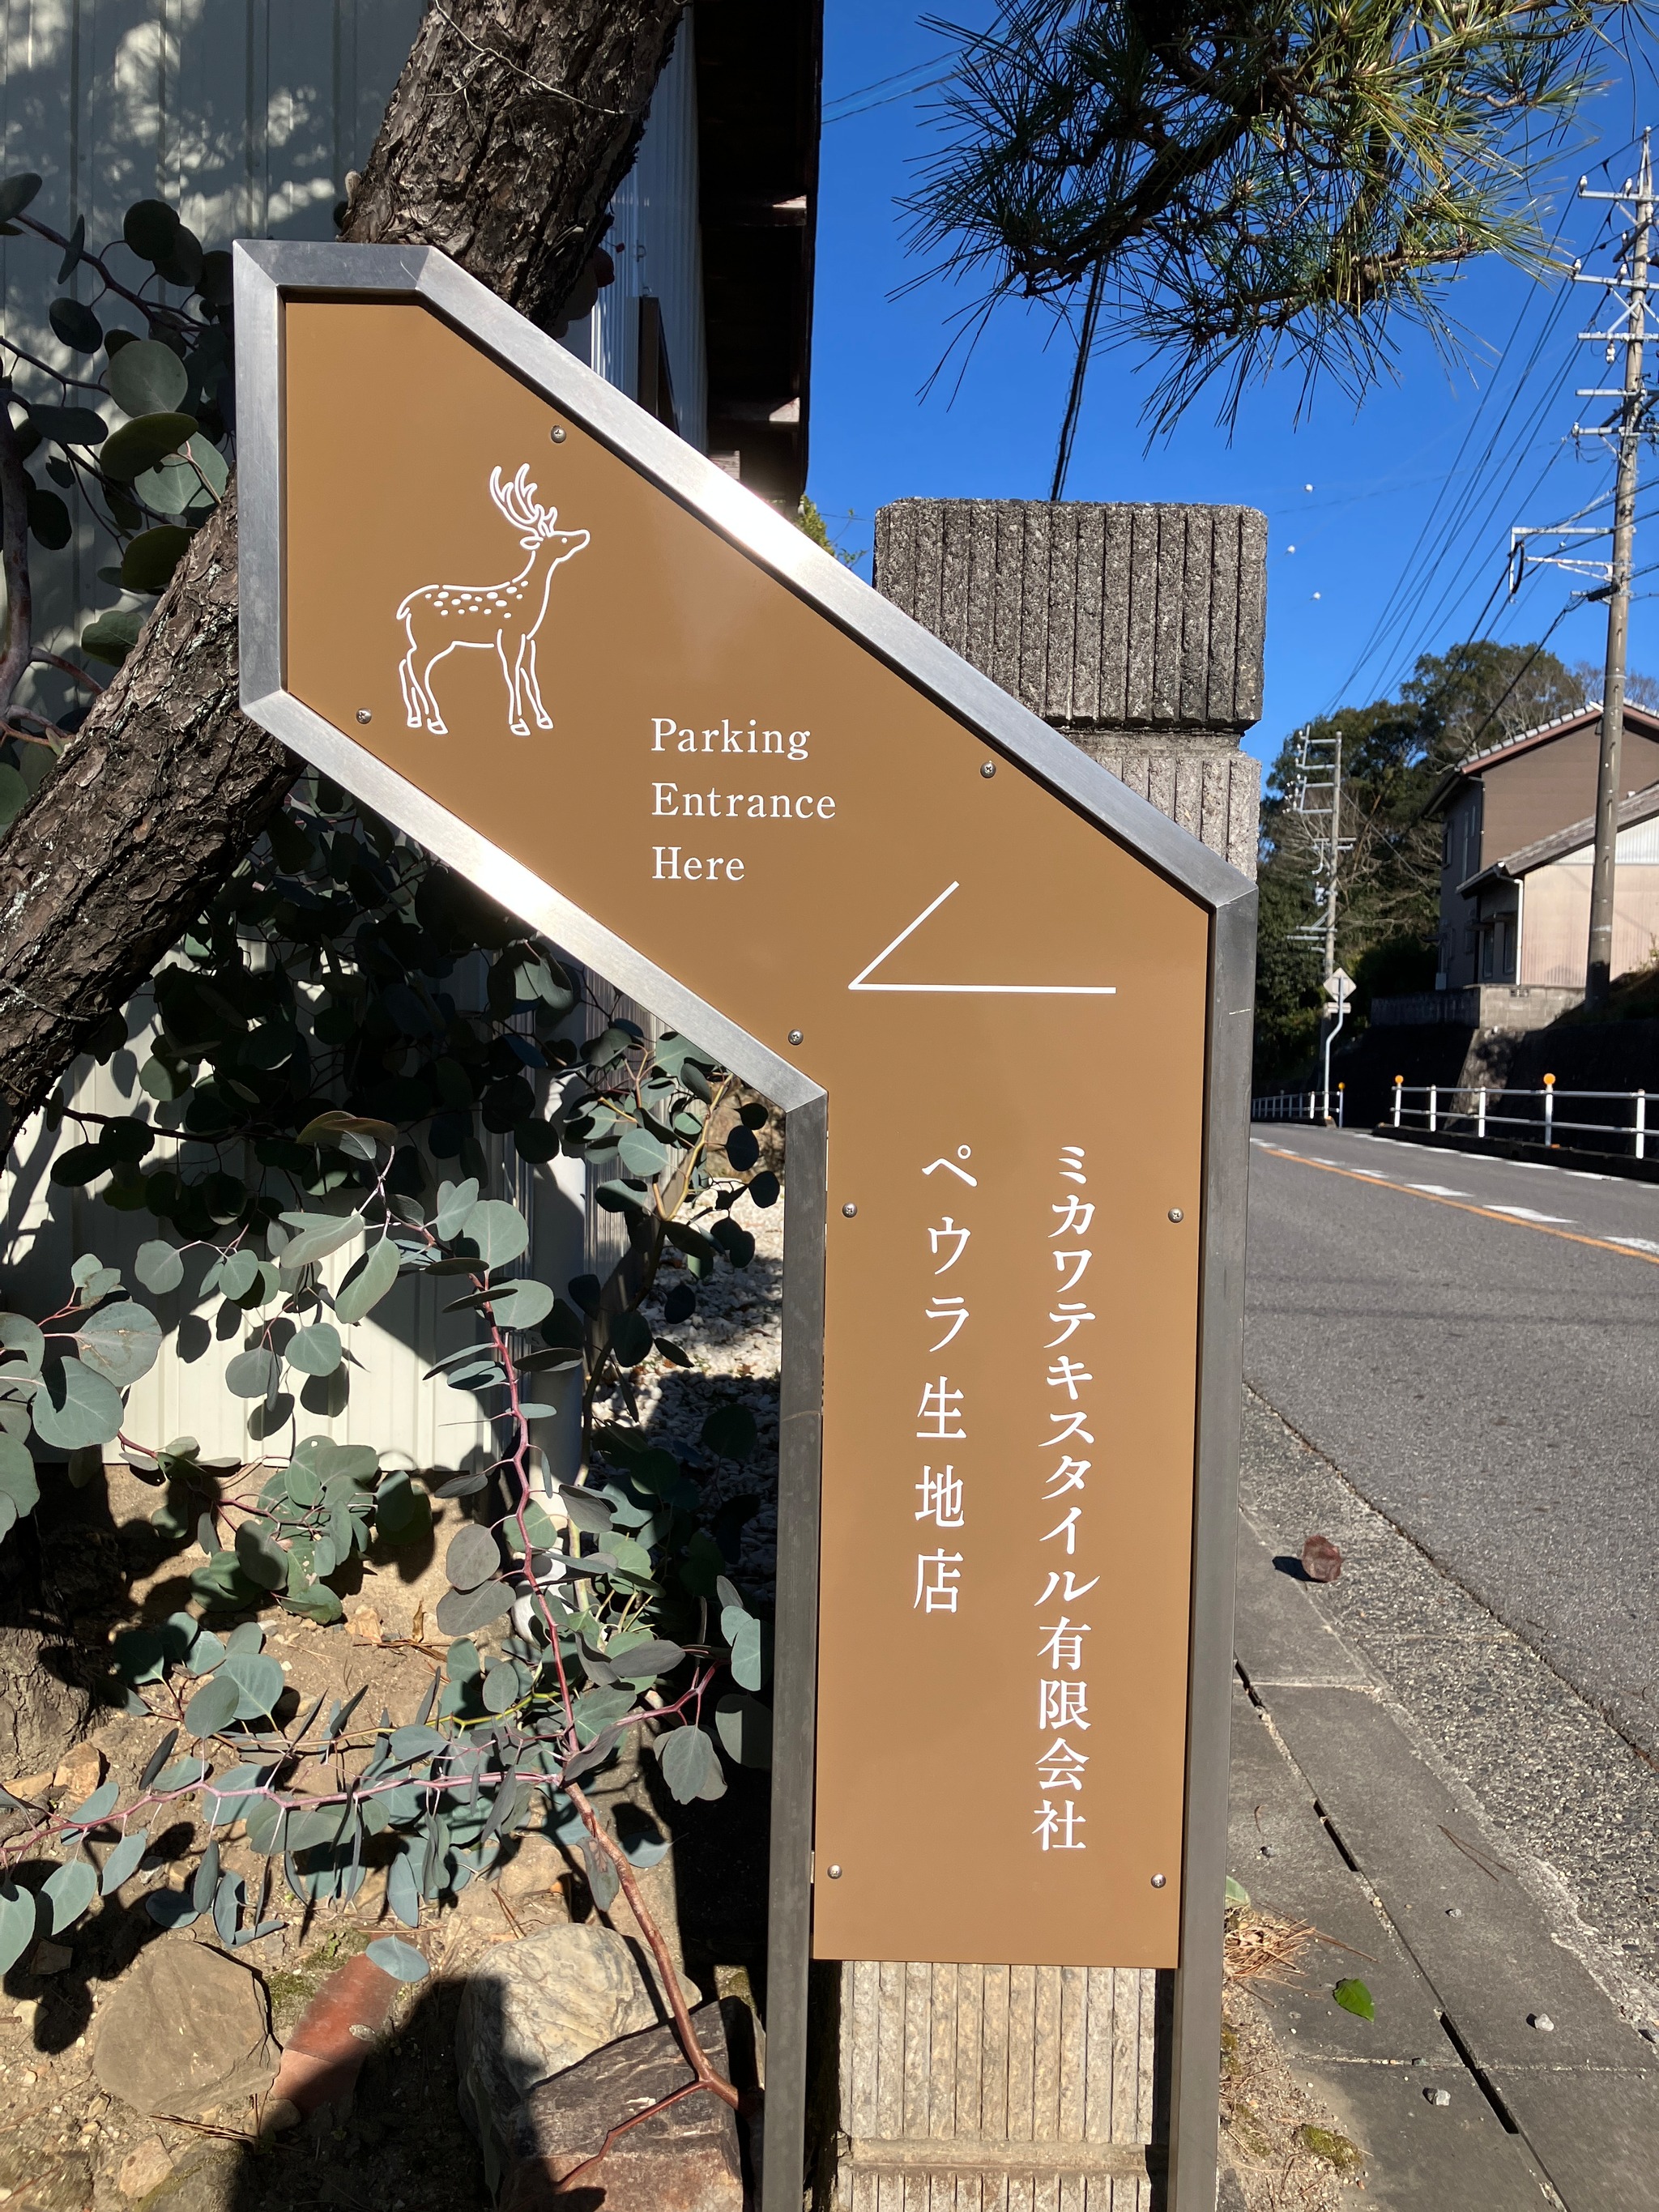 Parking
Entrance
Here
ミカワテキスタイル有限会社
ペウラ生地店